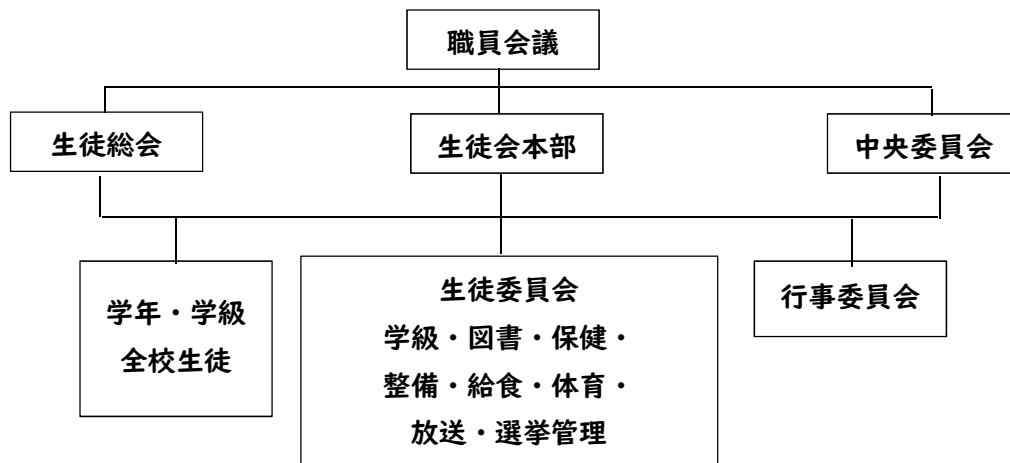 職員会議
生徒総会
生徒会本部
中央委員会
学年・学級
全校生徒
生徒委員会
学級・図書・保健・
整備・給食・体育・
放送・選挙管理
行事委員会